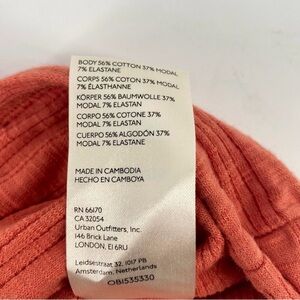 BODY 56% COTTON 37% MODAL
7% ELASTANE
CORPS 56% COTON 37% MODAL
7% ÉLASTHANNE
KÖRPER 56% BAUMWOLLE 37%
MODAL 7% ELASTAN
CORPO 56% COTONE 37%
MODAL 7% ELASTAN
CUERPO 56% ALGODÓN 37%
MODAL 7% ELASTANO
MADE IN CAMBODIA
HECHO EN CAMBOYA
RN 66170
CA 32054
Urban Outfitters, Inc.
146 Brick Lane
LONDON, E1 6RU
Leidsestraat 32, 1017 PB
Amsterdam, Netherlands
OB1535330